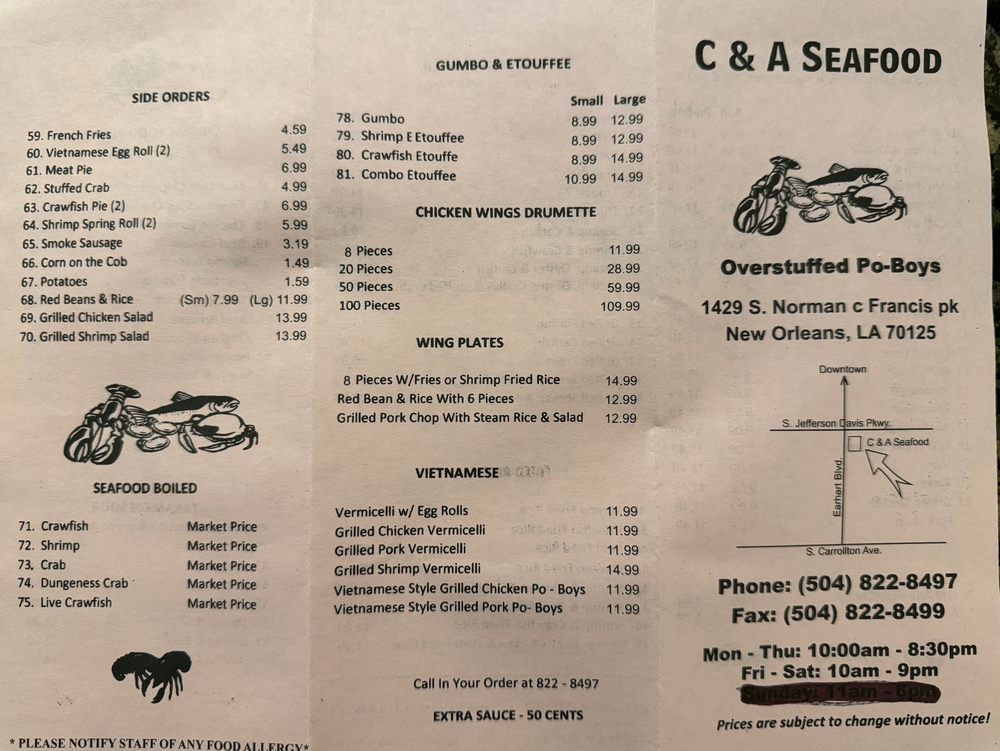 SIDE ORDERS
59. French Fries 4.59
60. Vietnamese Egg Roll (2) 5.49
61. Meat Pie 6.99
62. Stuffed Crab 4.99
63. Crawfish Pie (2) 6.99
64. Shrimp Spring Roll (2) 5.99
65. Smoke Sausage 3.19
66. Corn on the Cob 1.49
67. Potatoes 1.59
68. Red Beans & Rice (Sm) 7.99 (Lg) 11.99
69. Grilled Chicken Salad 13.99
70. Grilled Shrimp Salad 13.99
SEAFOOD BOILED
71. Crawfish Market Price
72. Shrimp Market Price
73. Crab Market Price
74. Dungeness Crab Market Price
75. Live Crawfish Market Price
* PLEASE NOTIFY STAFF OF ANY FOOD ALLERGY*
GUMBO & ETOUFFEE
Small Large
78. Gumbo 8.99 12.99
79. Shrimp E Etouffee 8.99 12.99
80. Crawfish Etouffe 8.99 14.99
81. Combo Etouffee 10.99 14.99
CHICKEN WINGS DRUMETTE
8 Pieces 11.99
20 Pieces 28.99
50 Pieces 59.99
100 Pieces 109.99
WING PLATES
8 Pieces W/Fries or Shrimp Fried Rice 14.99
Red Bean & Rice With 6 Pieces 12.99
Grilled Pork Chop With Steam Rice & Salad 12.99
VIETNAMESE
Vermicelli w/ Egg Rolls 11.99
Grilled Chicken Vermicelli 11.99
Grilled Pork Vermicelli 11.99
Grilled Shrimp Vermicelli 14.99
Vietnamese Style Grilled Chicken Po - Boys 11.99
Vietnamese Style Grilled Pork Po- Boys 11.99
Call In Your Order at 822 - 8497
EXTRA SAUCE - 50 CENTS
C & A SEAFOOD
Overstuffed Po-Boys
1429 S. Norman c Francis pk
New Orleans, LA 70125
Downtown
S. Jefferson Davis Pkwy.
C & A Seafood
Earhart Blvd.
S. Carrollton Ave.
Phone: (504) 822-8497
Fax: (504) 822-8499
Mon - Thu: 10:00am - 8:30pm
Fri - Sat: 10am - 9pm
Sunday: 11am - 8pm
Prices are subject to change without notice!